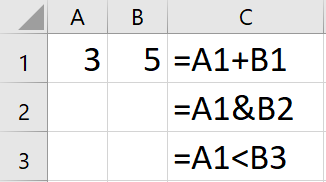 A B C
1 3 5 =A1+B1
2 =A1&B2
3 =A1<B3